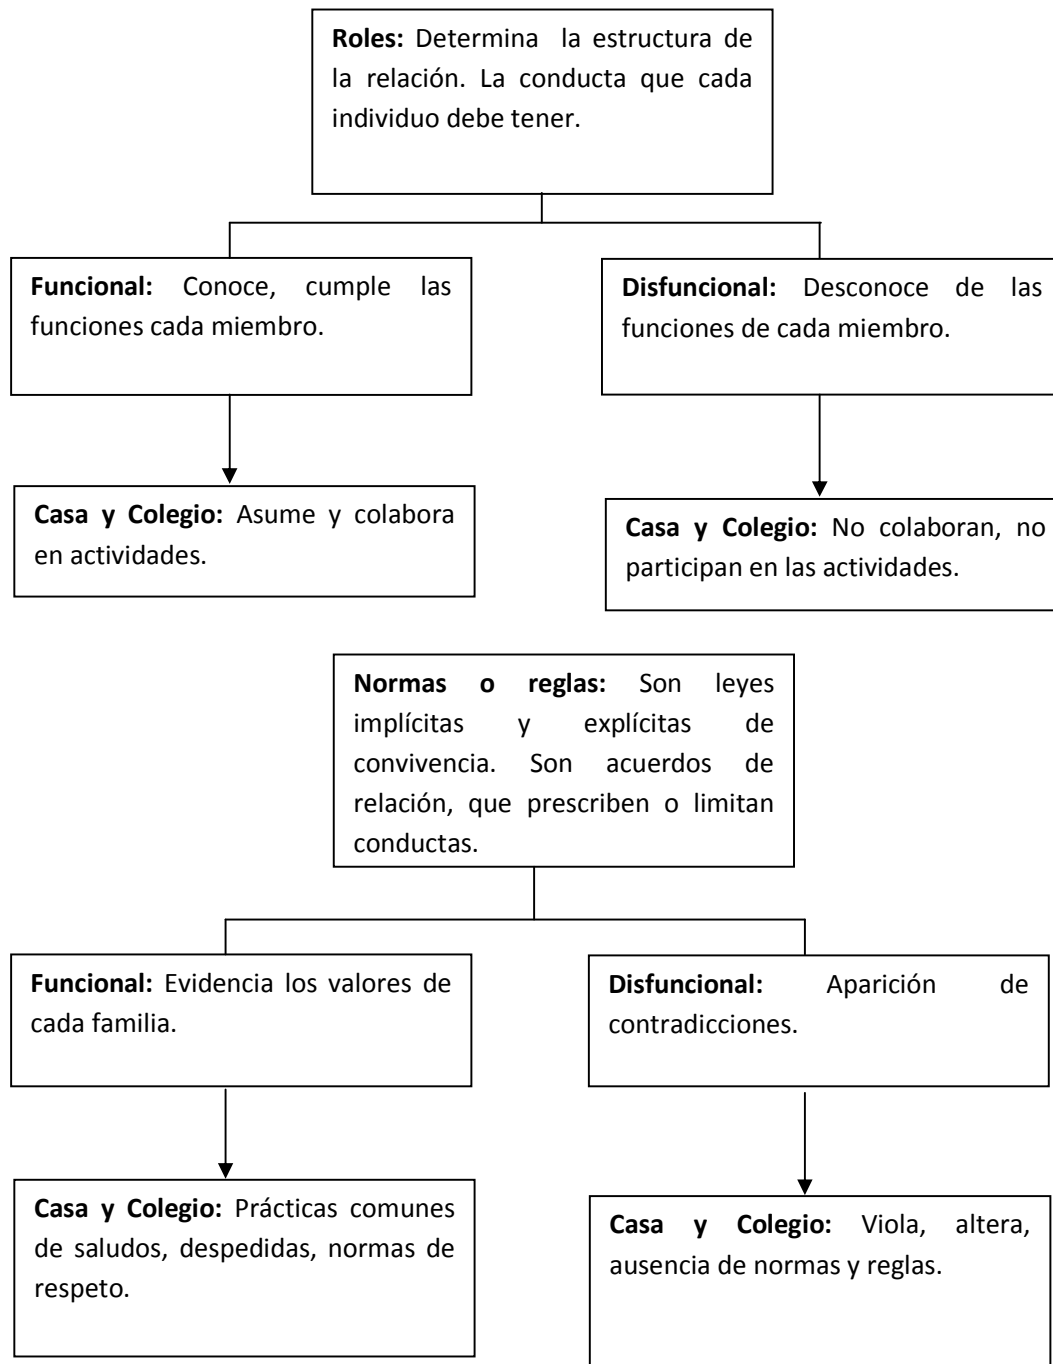 Roles: Determina la estructura de
la relación. La conducta que cada
individuo debe tener.
Funcional: Conoce, cumple las
funciones cada miembro.
Disfuncional: Desconoce de las
funciones de cada miembro.
Casa y Colegio: Asume y colabora
en actividades.
Casa y Colegio: No colaboran, no
participan en las actividades.
Normas o reglas: Son leyes
implícitas y explícitas de
convivencia. Son acuerdos de
relación, que prescriben o limitan
conductas.
Funcional: Evidencia los valores de
cada familia.
Disfuncional: Aparición de
contradicciones.
Casa y Colegio: Prácticas comunes
de saludos, despedidas, normas de
respeto.
Casa y Colegio: Viola, altera,
ausencia de normas y reglas.